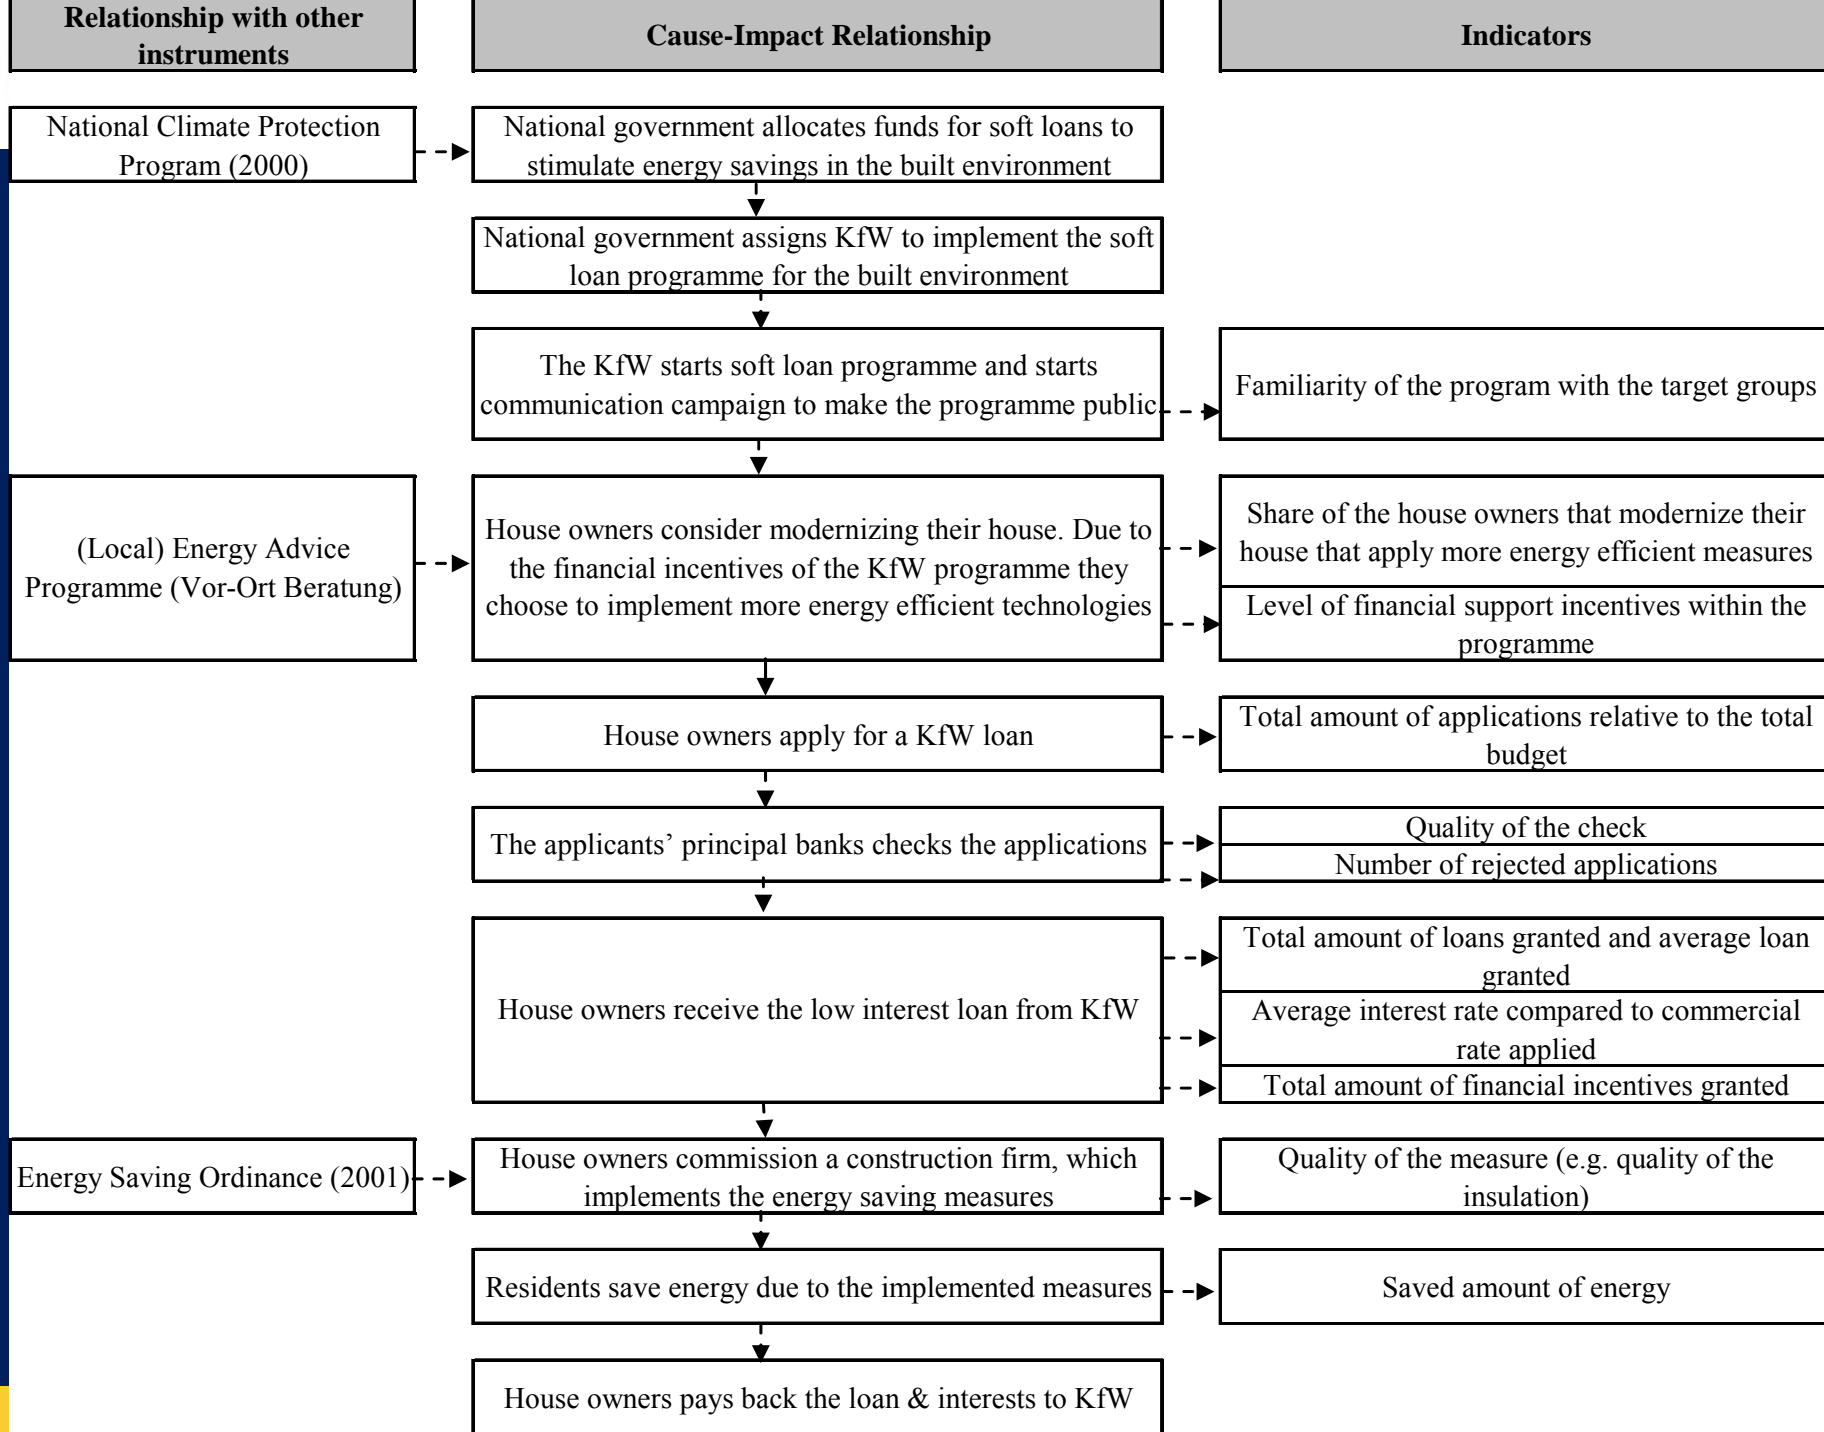 Relationship with other
instruments
Cause-Impact Relationship
Indicators
National Climate Protection
Program (2000)
National government allocates funds for soft loans to
stimulate energy savings in the built environment
National government assigns KfW to implement the soft
loan programme for the built environment
The KfW starts soft loan programme and starts
communication campaign to make the programme public
Familiarity of the program with the target groups
(Local) Energy Advice
Programme (Vor-Ort Beratung)
House owners consider modernizing their house. Due to
the financial incentives of the KfW programme they
choose to implement more energy efficient technologies
Share of the house owners that modernize their
house that apply more energy efficient measures
Level of financial support incentives within the
programme
House owners apply for a KfW loan
Total amount of applications relative to the total
budget
The applicants’ principal banks checks the applications
Quality of the check
Number of rejected applications
House owners receive the low interest loan from KfW
Total amount of loans granted and average loan
granted
Average interest rate compared to commercial
rate applied
Total amount of financial incentives granted
Energy Saving Ordinance (2001)
House owners commission a construction firm, which
implements the energy saving measures
Quality of the measure (e.g. quality of the
insulation)
Residents save energy due to the implemented measures
Saved amount of energy
House owners pays back the loan & interests to KfW